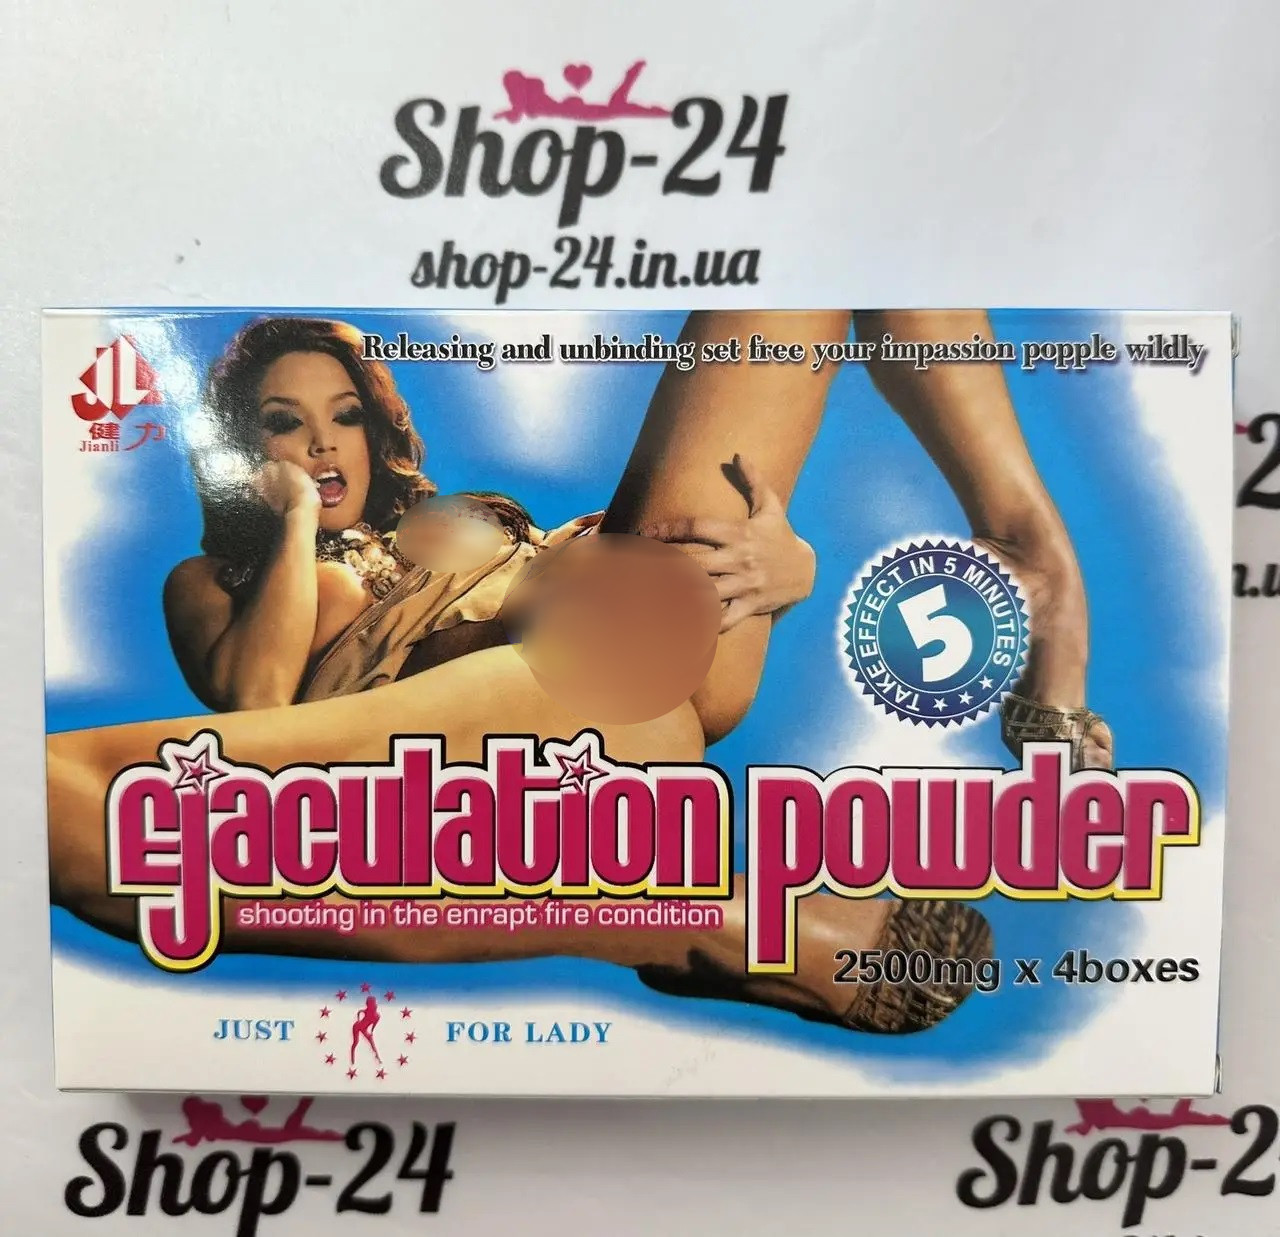 Shop-24
shop-24.in.ua
JL
健力
Jianli
Releasing and unbinding set free your impassion popple wildly
TAKE EFFECT IN 5 MINUTES
5
Ejaculation powder
shooting in the enrapt fire condition
2500mg x 4boxes
JUST FOR LADY
Shop-24
Shop-2